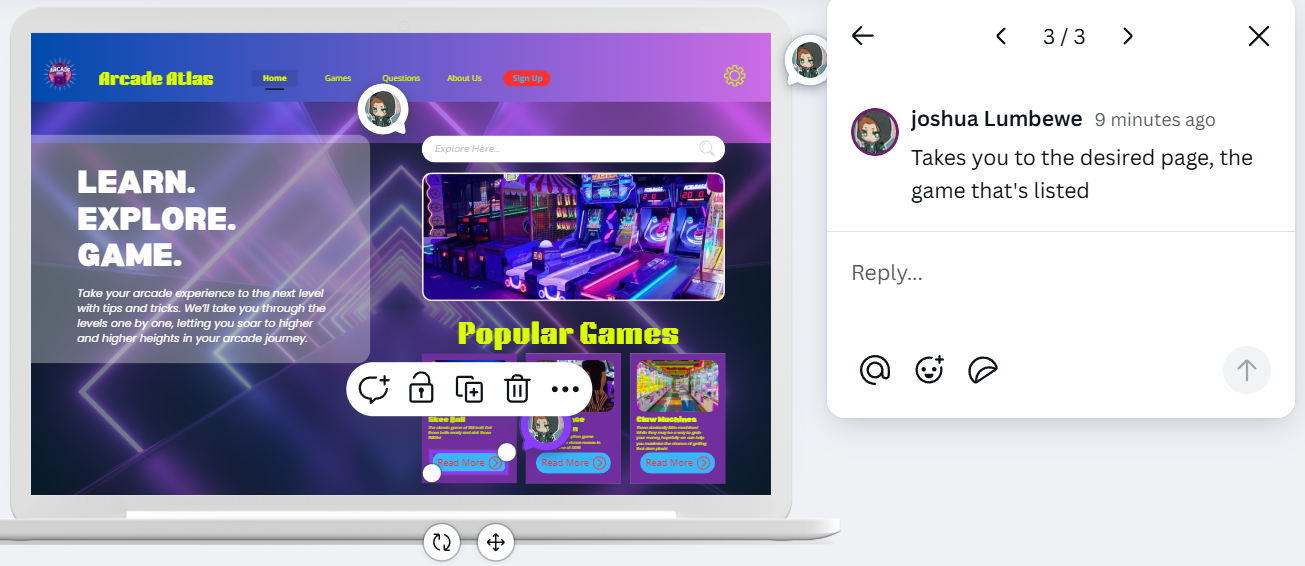 ARCADE
Arcade Atlas
Home
Games
Questions
About Us
Sign Up
Explore Here...
LEARN.
EXPLORE.
GAME.
Take your arcade experience to the next level
with tips and tricks. We'll take you through the
levels one by one, letting you soar to higher
and higher heights in your arcade journey.
Popular Games
Skee Ball
Claw Machines
Read More
Read More
Read More
3 / 3
joshua Lumbewe 9 minutes ago
Takes you to the desired page, the
game that's listed
Reply...